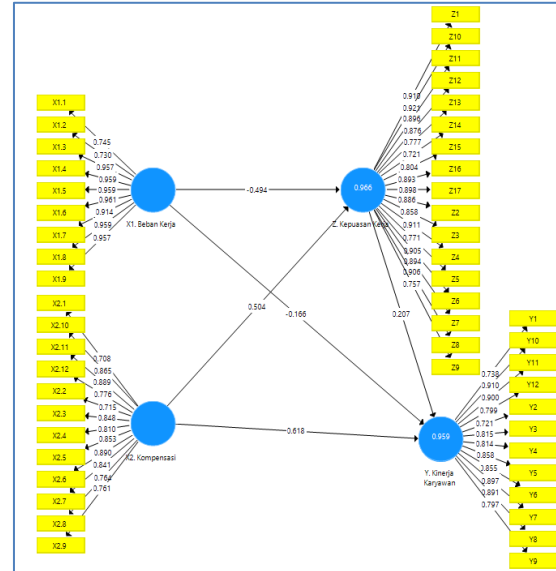 Z1
Z10
Z11
Z12
Z13
Z14
Z15
Z16
Z17
Z2
Z3
Z4
Z5
Z6
Z7
Z8
Z9
0.910
0.921
0.896
0.876
0.777
0.721
0.804
0.893
0.898
0.886
0.858
0.911
0.771
0.905
0.894
0.906
0.757
X1.1
X1.2
X1.3
X1.4
X1.5
X1.6
X1.7
X1.8
X1.9
0.745
0.730
0.957
0.959
0.959
0.961
0.914
0.959
0.957
X1. Beban Kerja
-0.494
0.966
Z. Kepuasan Kerja
0.504
-0.166
0.207
X2.1
X2.10
X2.11
X2.12
X2.2
X2.3
X2.4
X2.5
X2.6
X2.7
X2.8
X2.9
0.708
0.865
0.889
0.776
0.715
0.848
0.810
0.853
0.890
0.841
0.764
0.761
X2. Kompensasi
0.618
0.959
Y. Kinerja
Karyawan
0.738
0.910
0.900
0.799
0.721
0.815
0.814
0.858
0.855
0.897
0.891
0.797
Y1
Y10
Y11
Y12
Y2
Y3
Y4
Y5
Y6
Y7
Y8
Y9